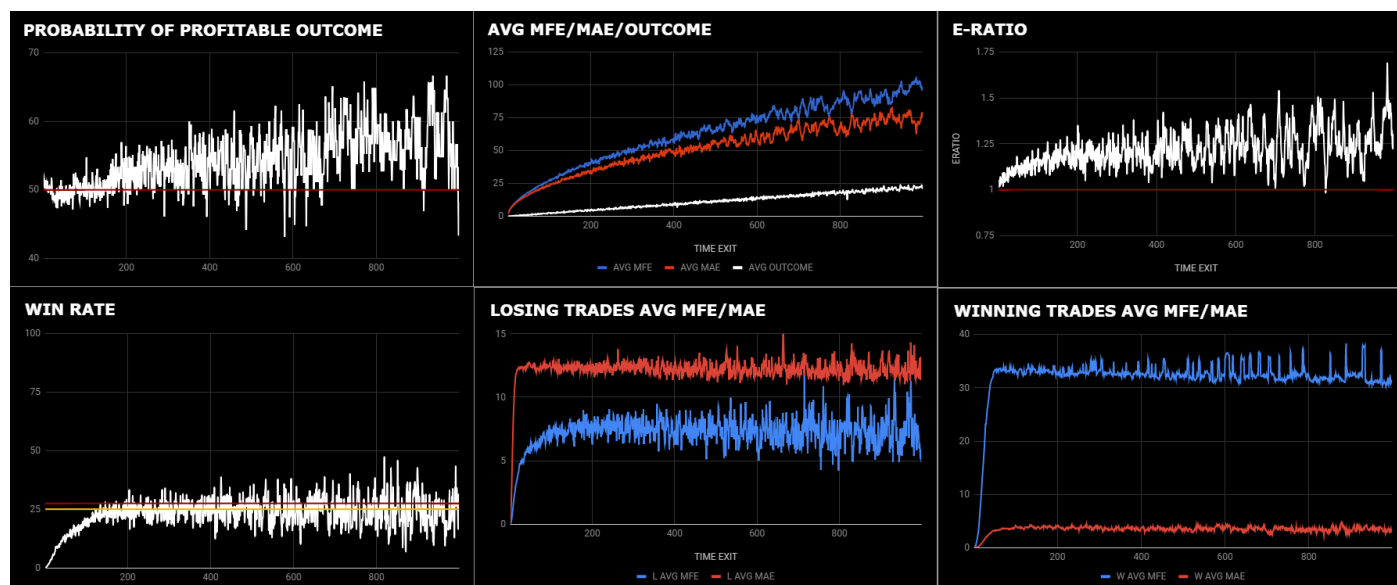 PROBABILITY OF PROFITABLE OUTCOME
70
60
50
40
200 400 600 800
AVG MFE/MAE/OUTCOME
125
100
75
50
25
0
200 400 600 800
TIME EXIT
AVG MFE AVG MAE AVG OUTCOME
E-RATIO
1.75
1.5
1.25
1
0.75
ERATIO
200 400 600 800
TIME EXIT
WIN RATE
100
75
50
25
0
200 400 600 800
LOSING TRADES AVG MFE/MAE
15
10
5
0
200 400 600 800
TIME EXIT
L AVG MFE L AVG MAE
WINNING TRADES AVG MFE/MAE
40
30
20
10
0
200 400 600 800
TIME EXIT
W AVG MFE W AVG MAE